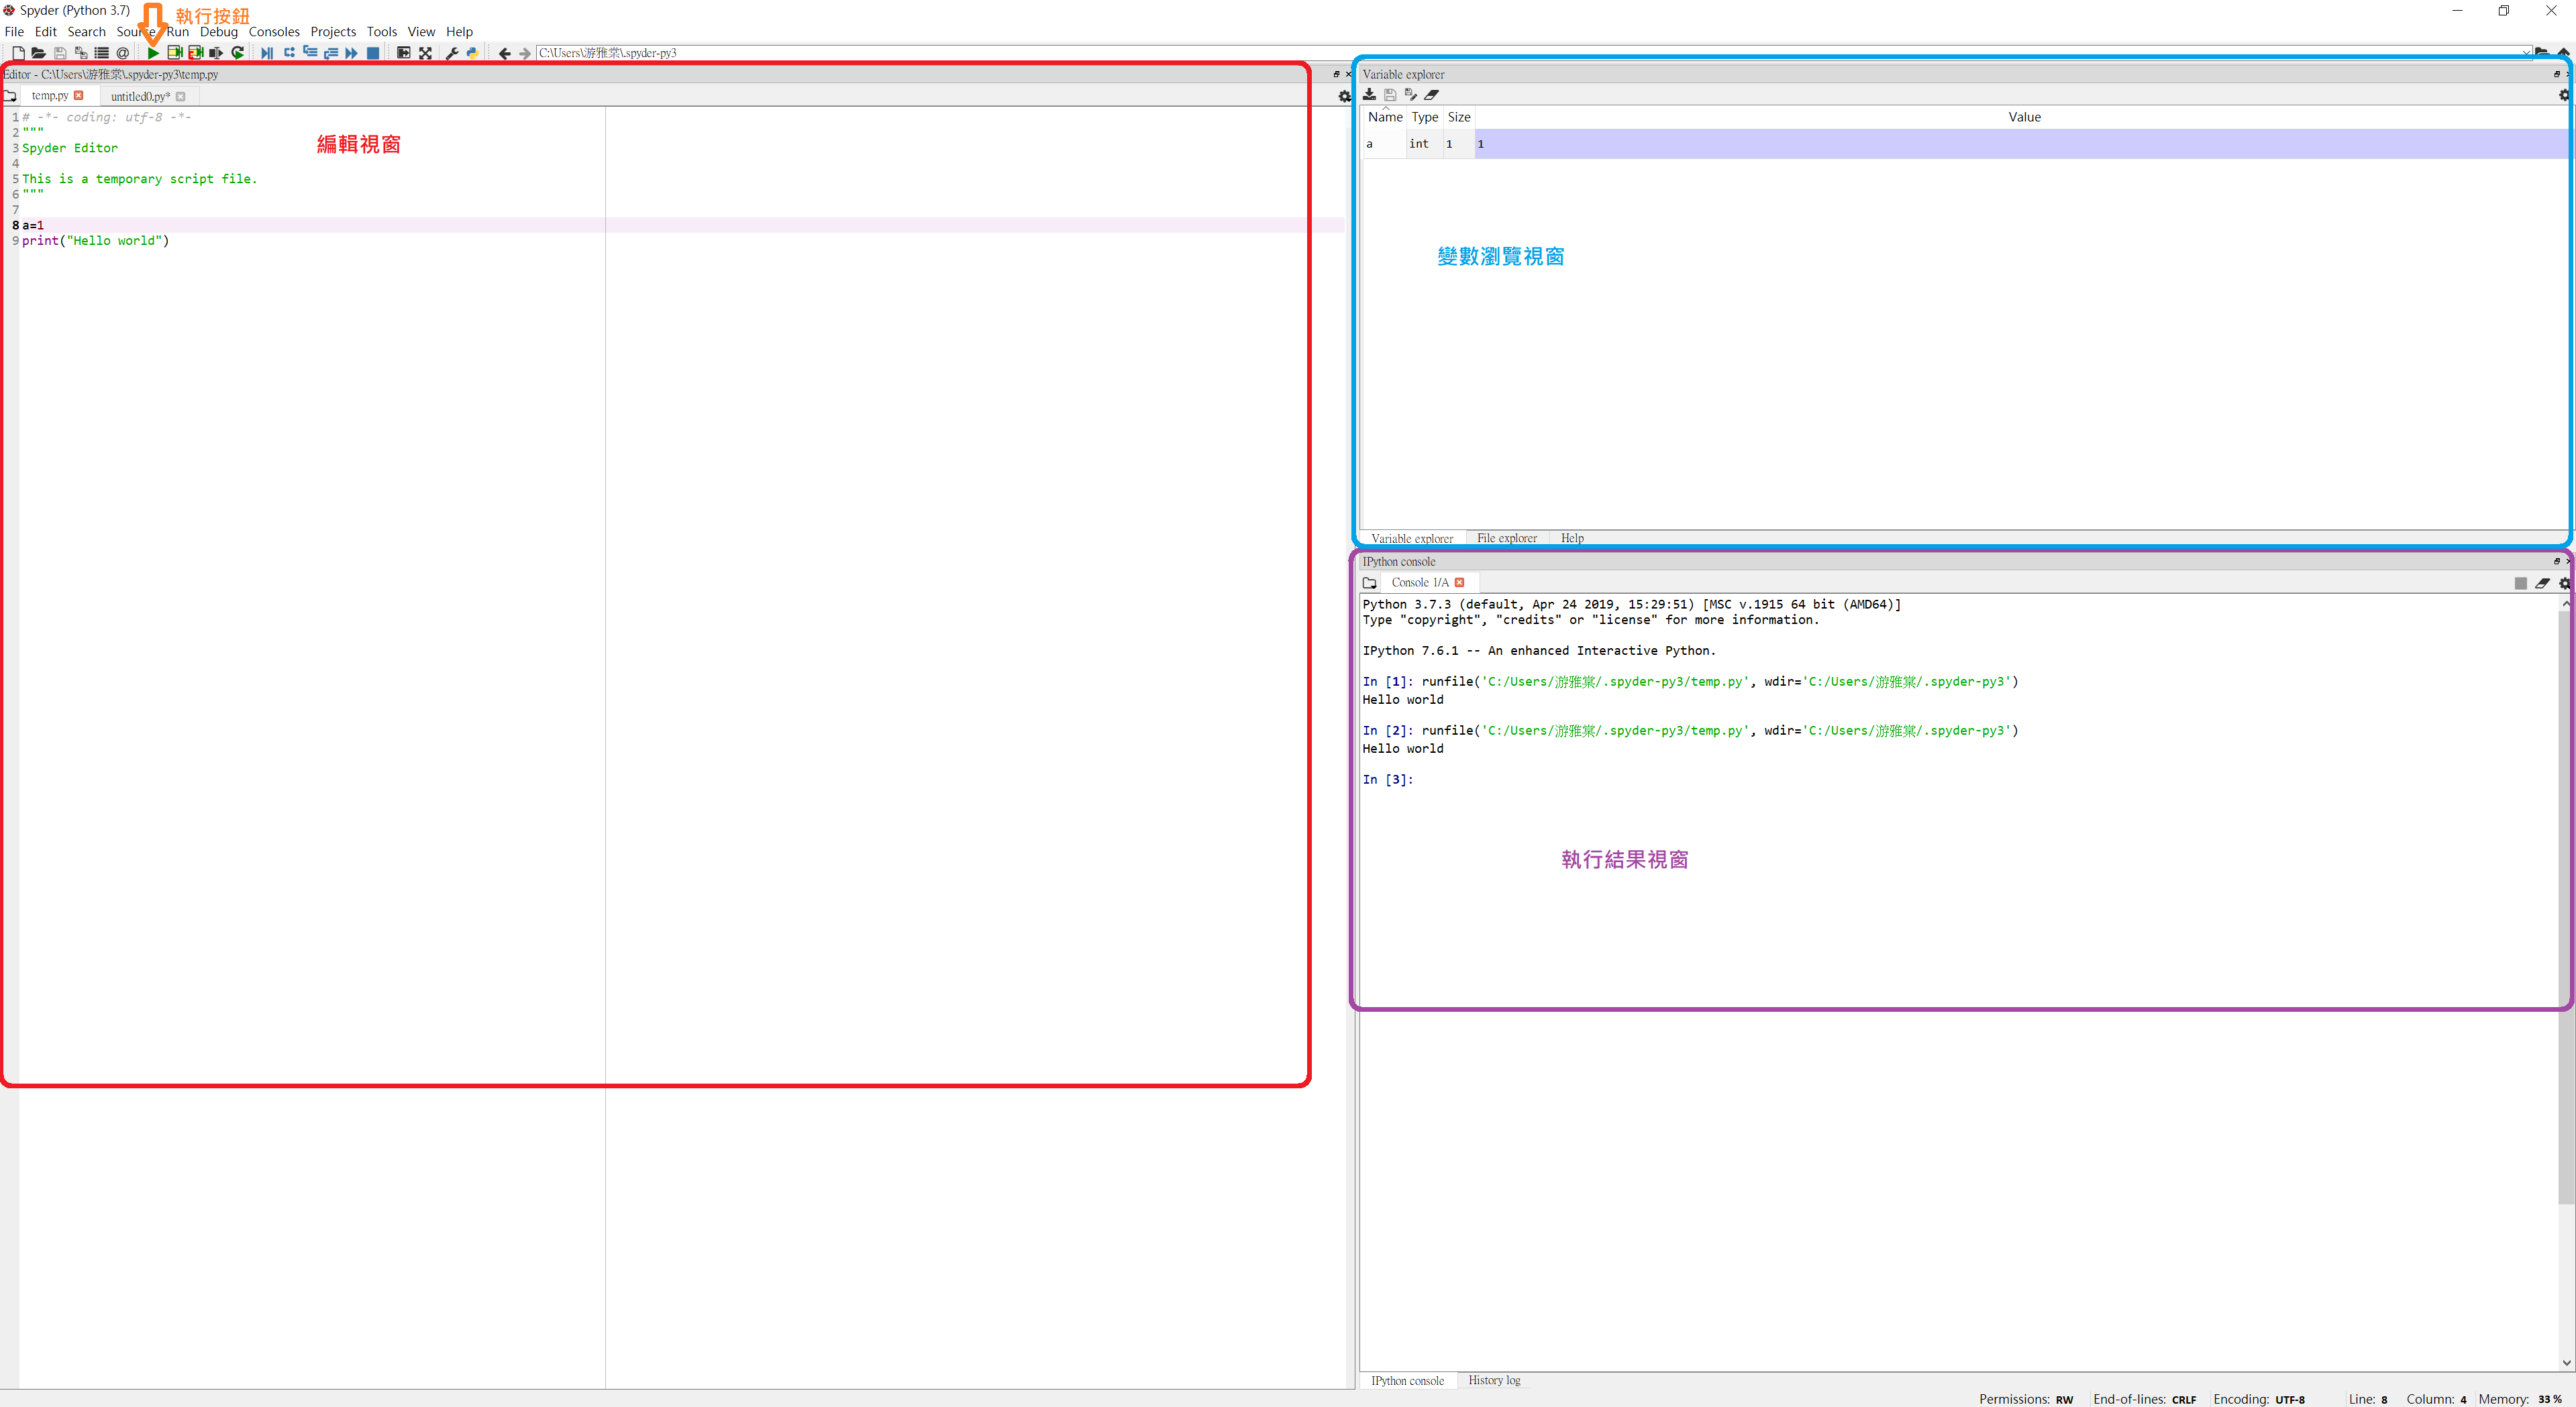 Spyder (Python 3.7)
執行按鈕
File Edit Search Source Run Debug Consoles Projects Tools View Help
C:\Users\游雅棠\.spyder-py3
Editor - C:\Users\游雅棠\.spyder-py3\temp.py
temp.py untitled0.py*
1 # -*- coding: utf-8 -*-
2 """
3 Spyder Editor
4
5 This is a temporary script file.
6 """
7
8 a=1
9 print("Hello world")
編輯視窗
Variable explorer
Name Type Size Value
a int 1 1
變數瀏覽視窗
Variable explorer File explorer Help
IPython console
Console 1/A
Python 3.7.3 (default, Apr 24 2019, 15:29:51) [MSC v.1915 64 bit (AMD64)]
Type "copyright", "credits" or "license" for more information.
IPython 7.6.1 -- An enhanced Interactive Python.
In [1]: runfile('C:/Users/游雅棠/.spyder-py3/temp.py', wdir='C:/Users/游雅棠/.spyder-py3')
Hello world
In [2]: runfile('C:/Users/游雅棠/.spyder-py3/temp.py', wdir='C:/Users/游雅棠/.spyder-py3')
Hello world
In [3]:
執行結果視窗
IPython console History log
Permissions: RW End-of-lines: CRLF Encoding: UTF-8 Line: 8 Column: 4 Memory: 33 %